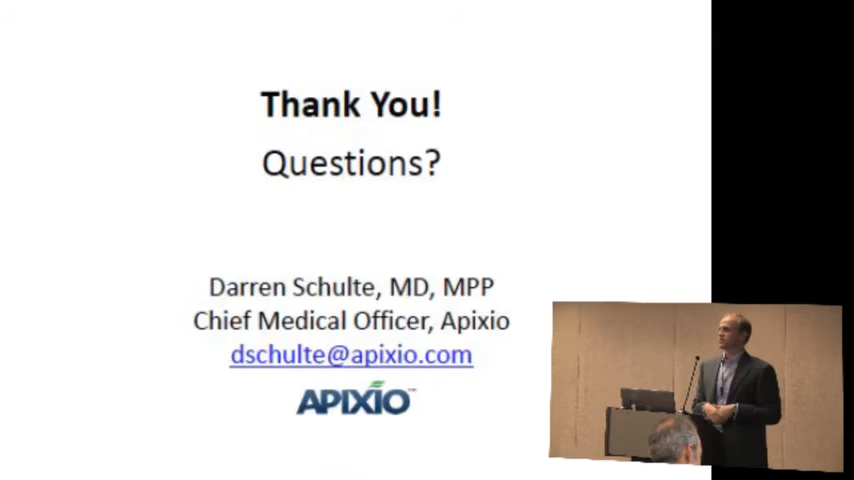 Thank You!
Questions?
Darren Schulte, MD, MPP
Chief Medical Officer, Apixio
dschulte@apixio.com
APIXIO